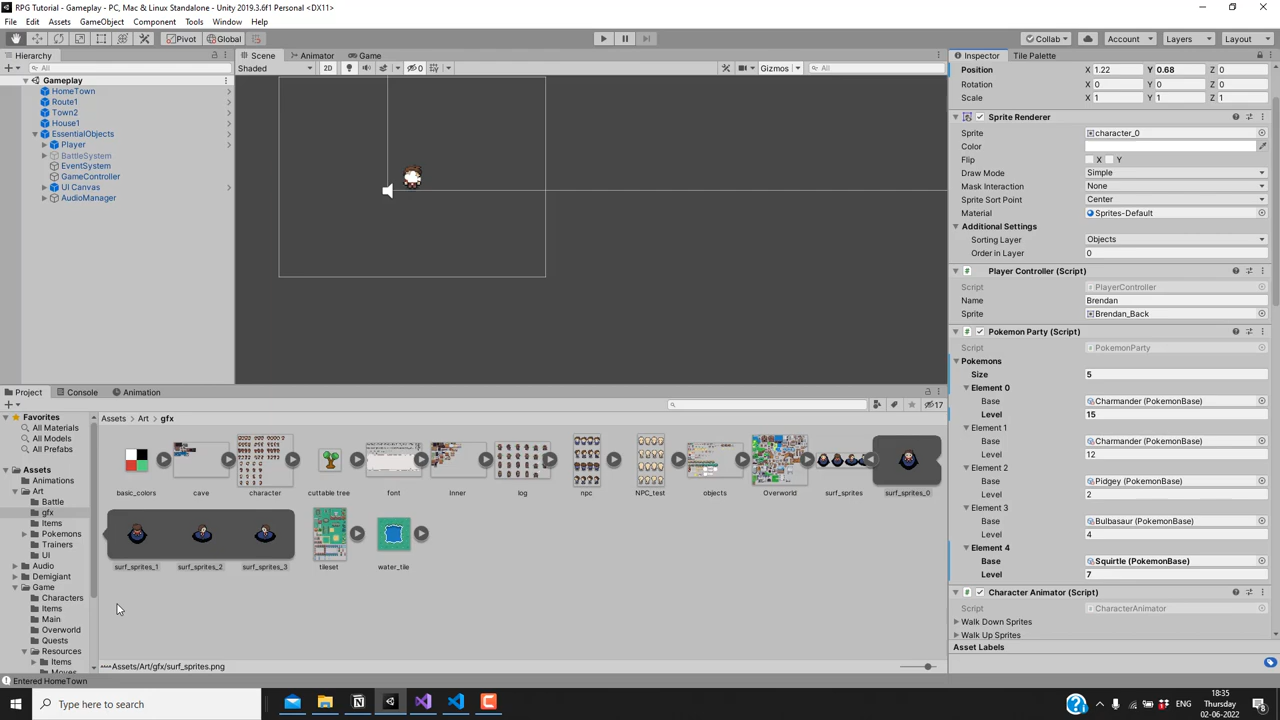 RPG Tutorial - Gameplay - PC, Mac & Linux Standalone - Unity 2019.3.6f1 Personal <DX11>
File Edit Assets GameObject Component Tools Window Help
Pivot Global Collab Account Layers Layout
Hierarchy Scene Animator Game Inspector Tile Palette
All Shaded 2D 0 Gizmos All
Gameplay
HomeTown
Route1
Town2
House1
EssentialObjects
Player
BattleSystem
EventSystem
GameController
UI Canvas
AudioManager
Position X 1.22 Y 0.68 Z 0
Rotation X 0 Y 0 Z 0
Scale X 1 Y 1 Z 1
Sprite Renderer
Sprite character_0
Color
Flip X Y
Draw Mode Simple
Mask Interaction None
Sprite Sort Point Center
Material Sprites-Default
Additional Settings
Sorting Layer Objects
Order in Layer 0
Player Controller (Script)
Script PlayerController
Name Brendan
Sprite Brendan_Back
Pokemon Party (Script)
Script PokemonParty
Pokemons
Size 5
Element 0
Base Charmander (PokemonBase)
Level 15
Element 1
Base Charmander (PokemonBase)
Level 12
Element 2
Base Pidgey (PokemonBase)
Level 2
Element 3
Base Bulbasaur (PokemonBase)
Level 4
Element 4
Base Squirtle (PokemonBase)
Level 7
Character Animator (Script)
Script CharacterAnimator
Walk Down Sprites
Walk Up Sprites
Asset Labels
Project Console Animation
17
Favorites
All Materials
All Models
All Prefabs
Assets
Animations
Art
Battle
gfx
Items
Pokemons
Trainers
UI
Audio
Demigiant
Game
Characters
Items
Main
Overworld
Quests
Resources
Items
Moves
Assets Art gfx
basic_colors cave character cuttable tree font Inner log npc NPC_test objects Overworld surf_sprites surf_sprites_0
surf_sprites_1 surf_sprites_2 surf_sprites_3 tileset water_tile
Assets/Art/gfx/surf_sprites.png
Entered HomeTown
Type here to search
ENG
18:35
Thursday
02-06-2022
8